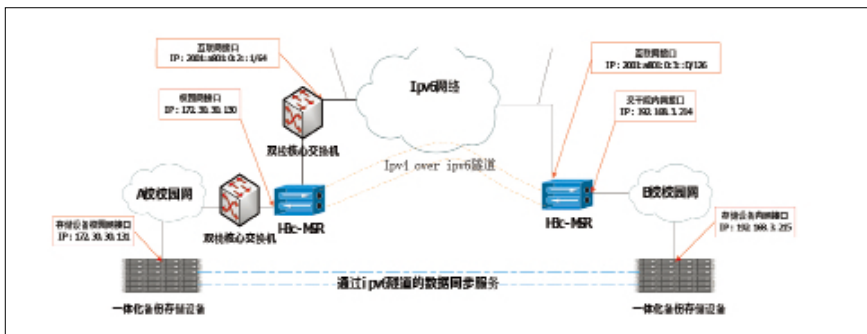 互联网接口
IP：2001:a801:0:2::1/64
互联网接口
IP：2001:a801:0:3::D/126
Ipv6网络
校园网接口
IP：172.30.30.130
IP：192.168.3.214
双栈核心交换机
Ipv4 over ipv6隧道
A校校园网
B校校园网
H3c-MSR
H3c-MSR
双栈核心交换机
存储设备校园网接口
IP：172.30.30.131
存储设备内网接口
IP：192.168.3.215
通过ipv6隧道的数据同步服务
一体化备份存储设备
一体化备份存储设备